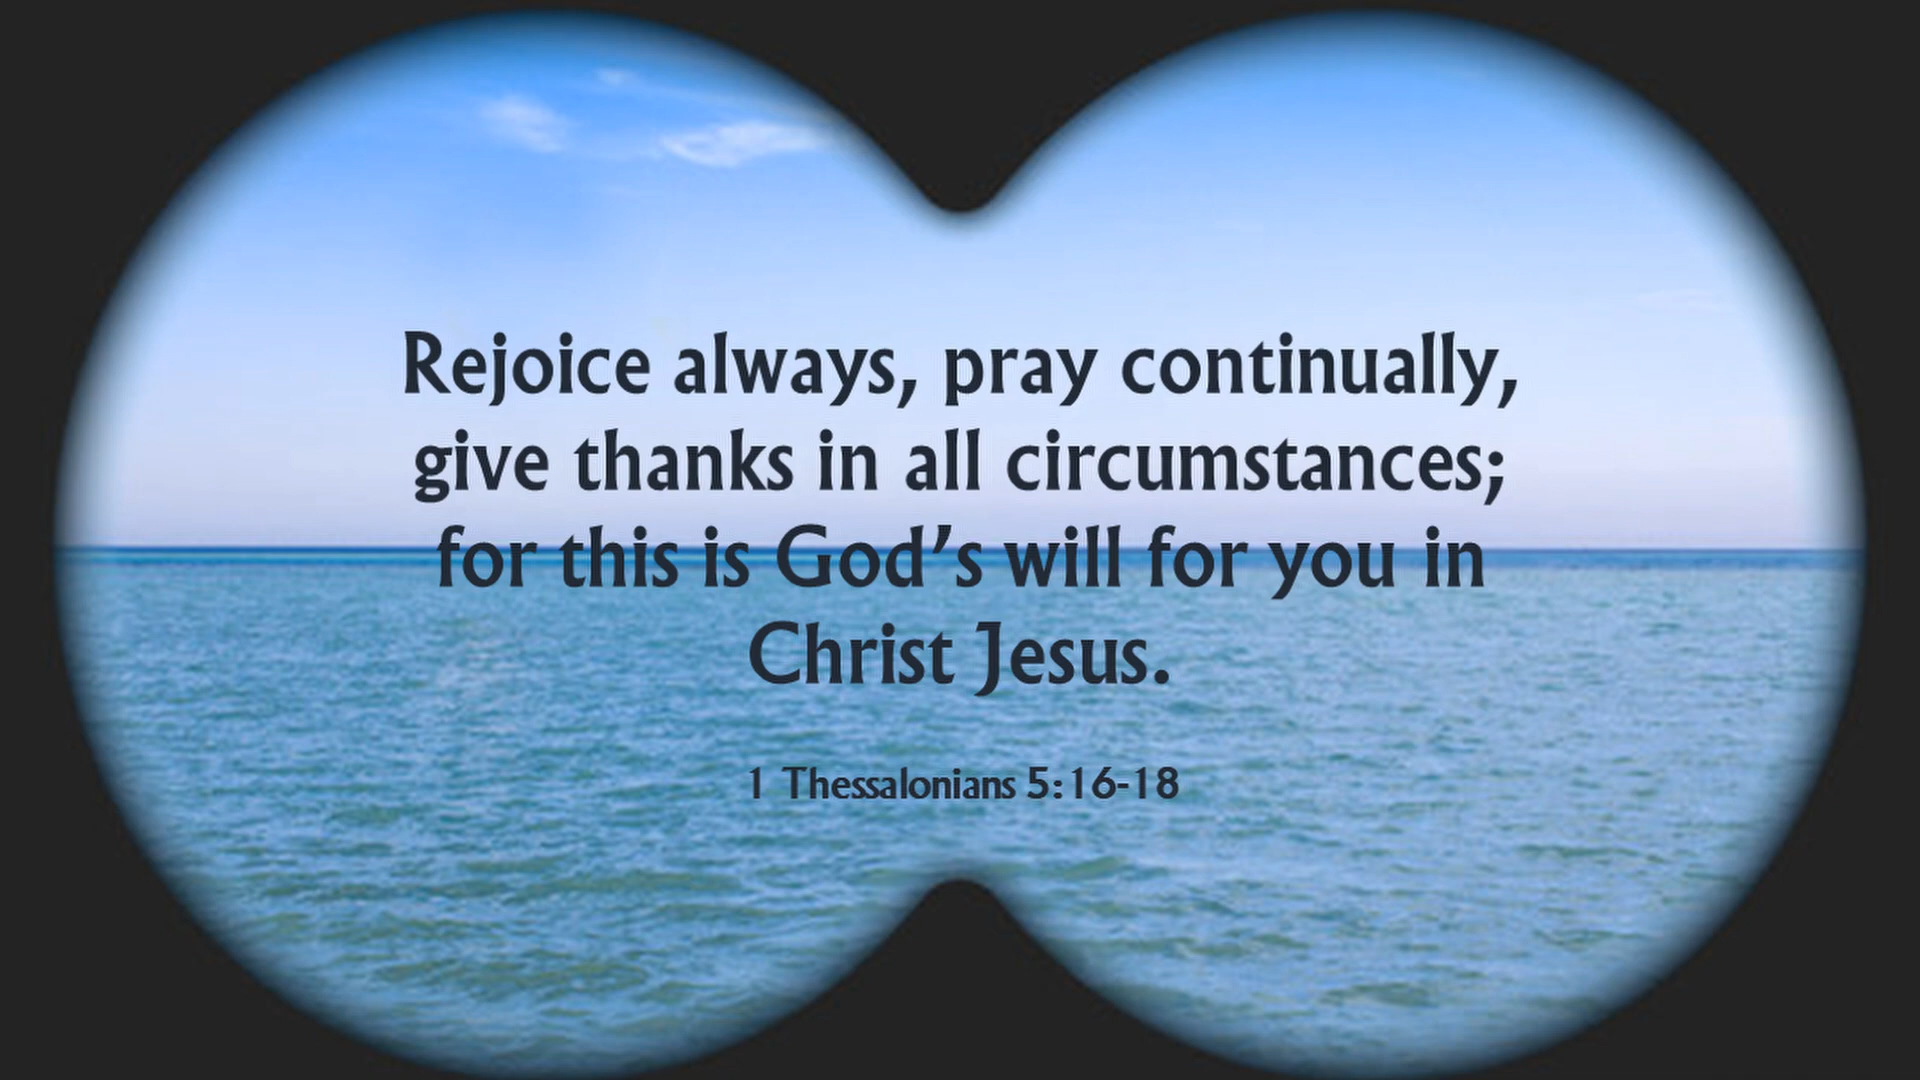 Rejoice always, pray continually,
give thanks in all circumstances;
for this is God’s will for you in
Christ Jesus.
1 Thessalonians 5:16-18